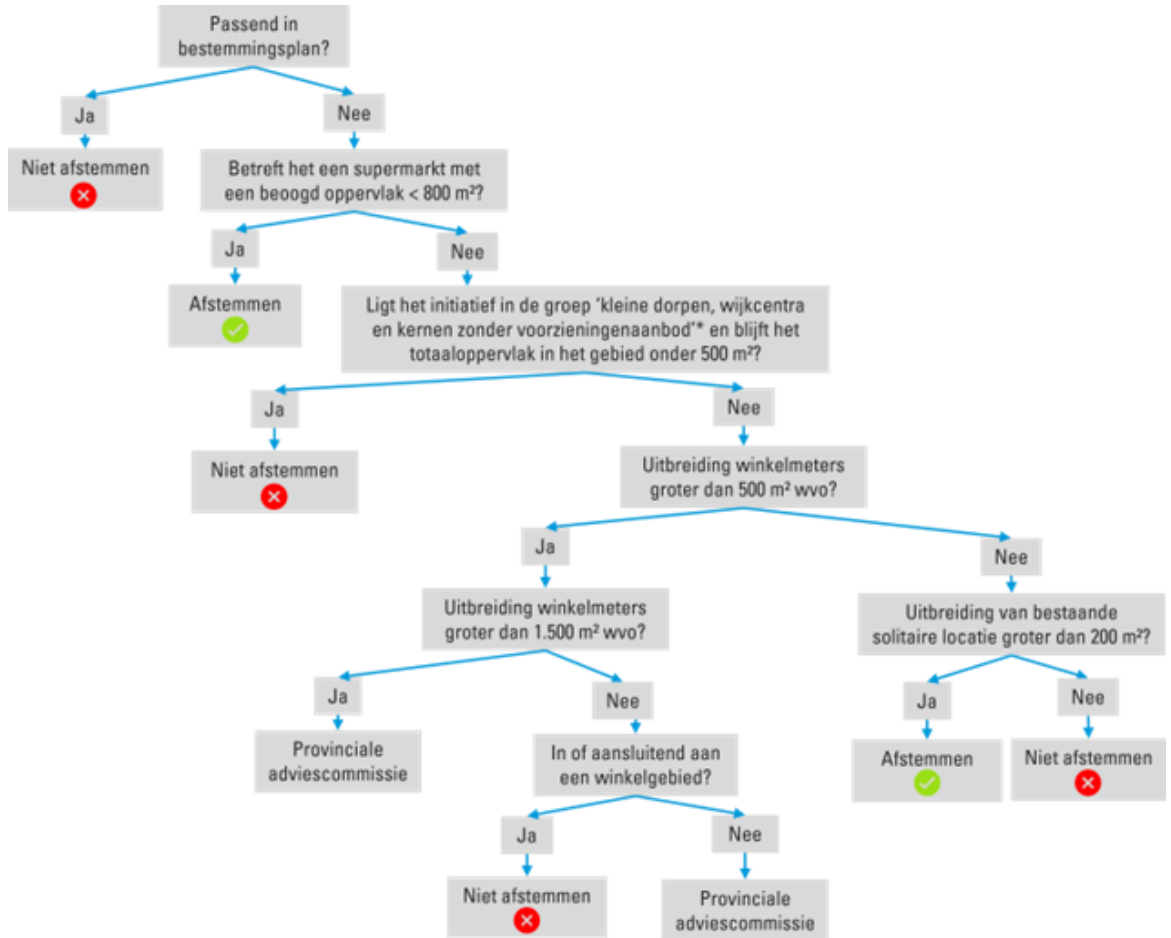 Passend in
bestemmingsplan?
Ja
Nee
Niet afstemmen
Betreft het een supermarkt met
een beoogd oppervlak < 800 m²?
Ja
Nee
Afstemmen
Ligt het initiatief in de groep ‘kleine dorpen, wijkcentra
en kernen zonder voorzieningenaanbod’* en blijft het
totaaloppervlak in het gebied onder 500 m²?
Ja
Nee
Niet afstemmen
Uitbreiding winkelmeters
groter dan 500 m² wvo?
Ja
Nee
Uitbreiding winkelmeters
groter dan 1.500 m² wvo?
Uitbreiding van bestaande
solitaire locatie groter dan 200 m²?
Ja
Nee
Ja
Nee
Provinciale
adviescommissie
In of aansluitend aan
een winkelgebied?
Afstemmen
Niet afstemmen
Ja
Nee
Niet afstemmen
Provinciale
adviescommissie